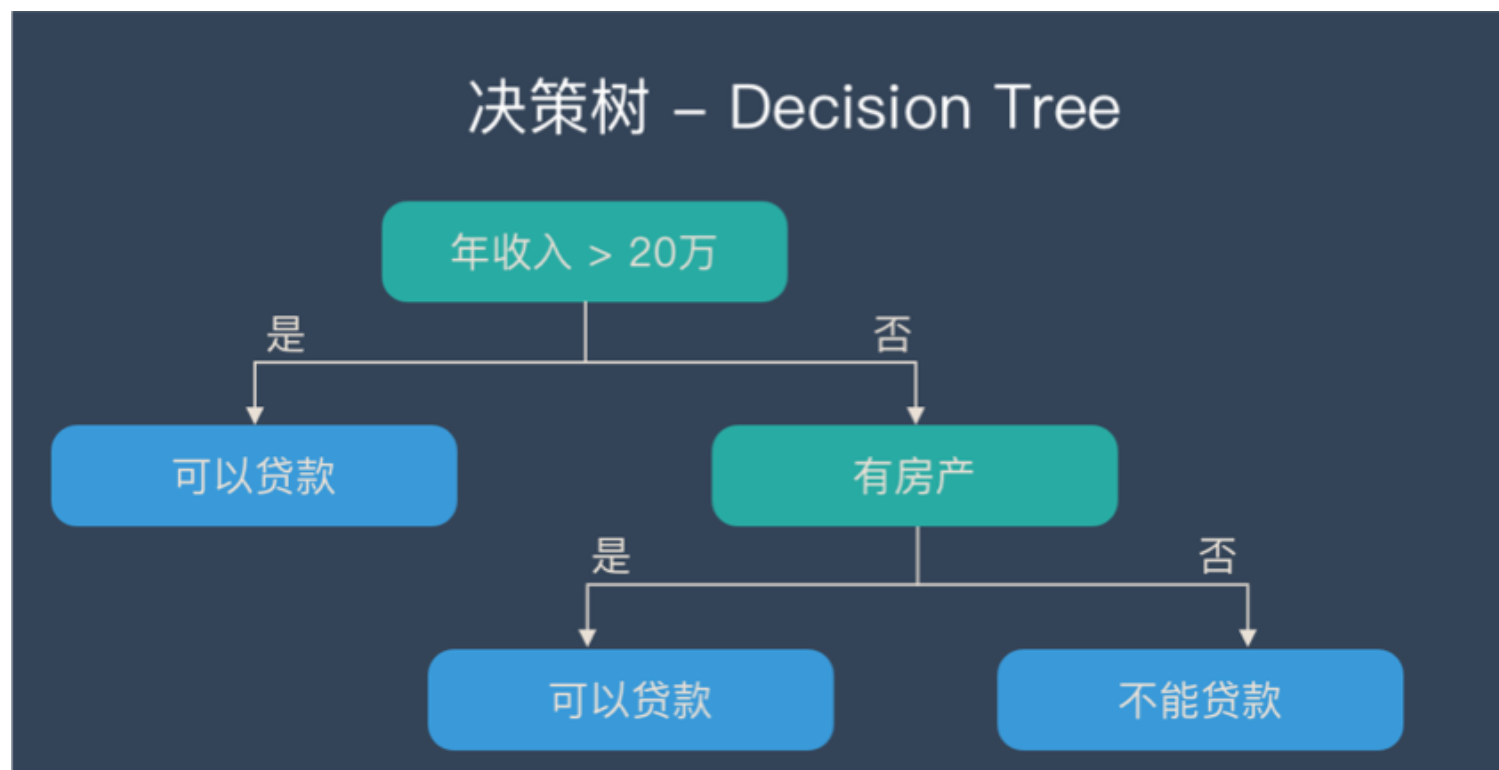 决策树 – Decision Tree
年收入 > 20万
是
否
可以贷款
有房产
是
否
可以贷款
不能贷款